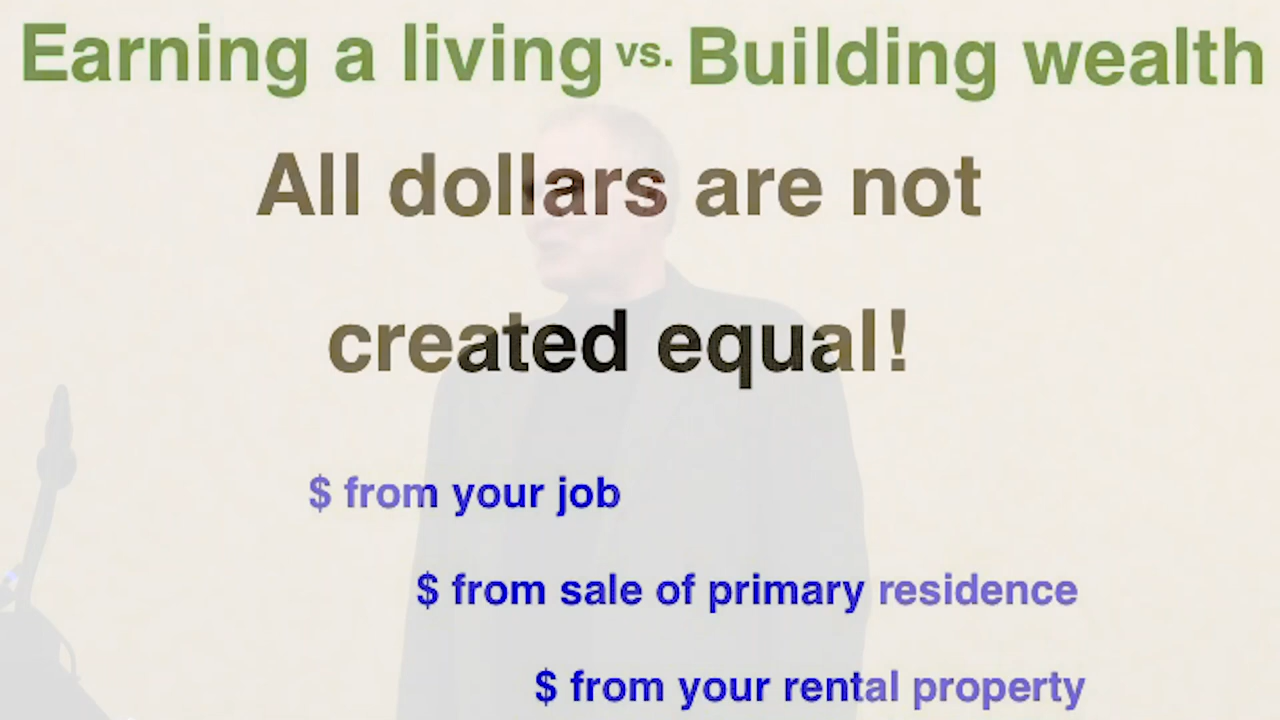 Earning a living vs. Building wealth
All dollars are not
created equal!
$ from your job
$ from sale of primary residence
$ from your rental property